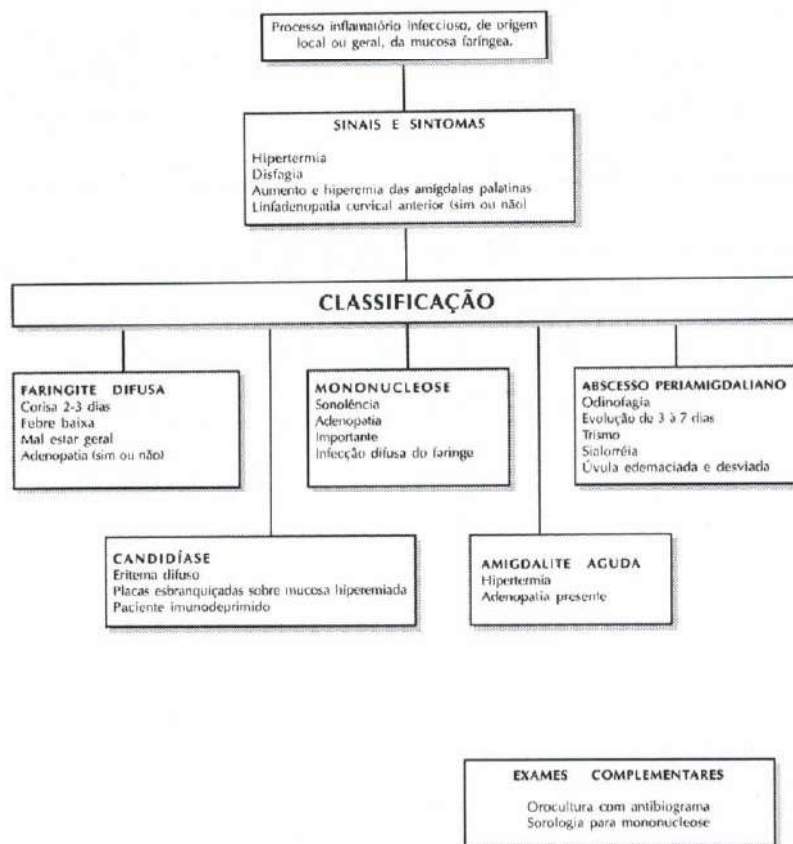 Processo inflamatório infeccioso, de origem
local ou geral, da mucosa faríngea.
SINAIS E SINTOMAS
Hipertermia
Disfagia
Aumento e hiperemia das amígdalas palatinas
Linfadenopatia cervical anterior (sim ou não)
CLASSIFICAÇÃO
FARINGITE DIFUSA
Corisa 2-3 dias
Febre baixa
Mal estar geral
Adenopatia (sim ou não)
MONONUCLEOSE
Sonolência
Adenopatia
Importante
Infecção difusa do faringe
ABSCESSO PERIAMIGDALIANO
Odinofagia
Evolução de 3 à 7 dias
Trismo
Sialorréia
Úvula edemaciada e desviada
CANDIDÍASE
Eritema difuso
Placas esbranquiçadas sobre mucosa hiperemiada
Paciente imunodeprimido
AMIGDALITE AGUDA
Hipertermia
Adenopatia presente
EXAMES COMPLEMENTARES
Orocultura com antibiograma
Sorologia para mononucleose